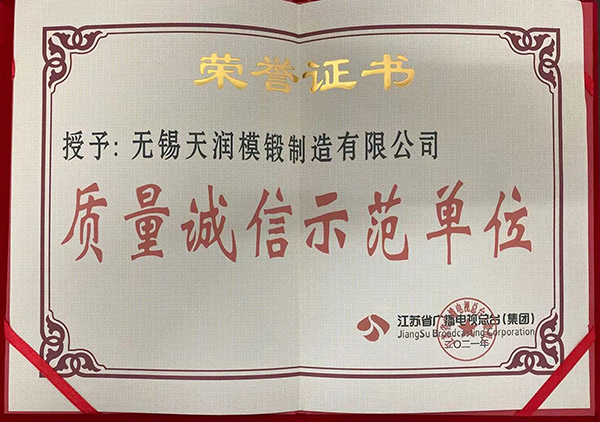 荣誉证书
授予: 无锡天润模锻制造有限公司
质量诚信示范单位
江苏省广播电视总台(集团)
JiangSu Broadcasting Corporation
二〇二一年